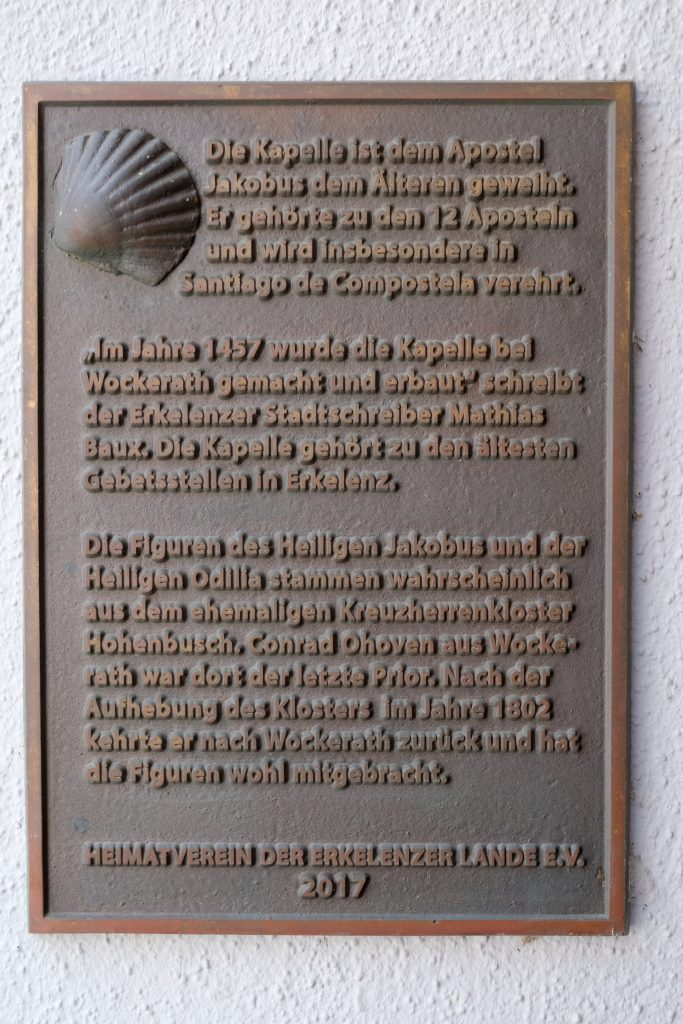 Die Kapelle ist dem Apostel
Jakobus dem Älteren geweiht.
Er gehörte zu den 12 Aposteln
und wird insbesondere in
Santiago de Compostela verehrt.
„Im Jahre 1457 wurde die Kapelle bei
Wockerath gemacht und erbaut“ schreibt
der Erkelenzer Stadtschreiber Mathias
Baux. Die Kapelle gehört zu den ältesten
Gebetsstellen in Erkelenz.
Die Figuren des Heiligen Jakobus und der
Heiligen Odilia stammen wahrscheinlich
aus dem ehemaligen Kreuzherrenkloster
Hohenbusch. Conrad Ohoven aus Wocke-
rath war dort der letzte Prior. Nach der
Aufhebung des Klosters im Jahre 1802
kehrte er nach Wockerath zurück und hat
die Figuren wohl mitgebracht.
HEIMATVEREIN DER ERKELENZER LANDE E.V.
2017